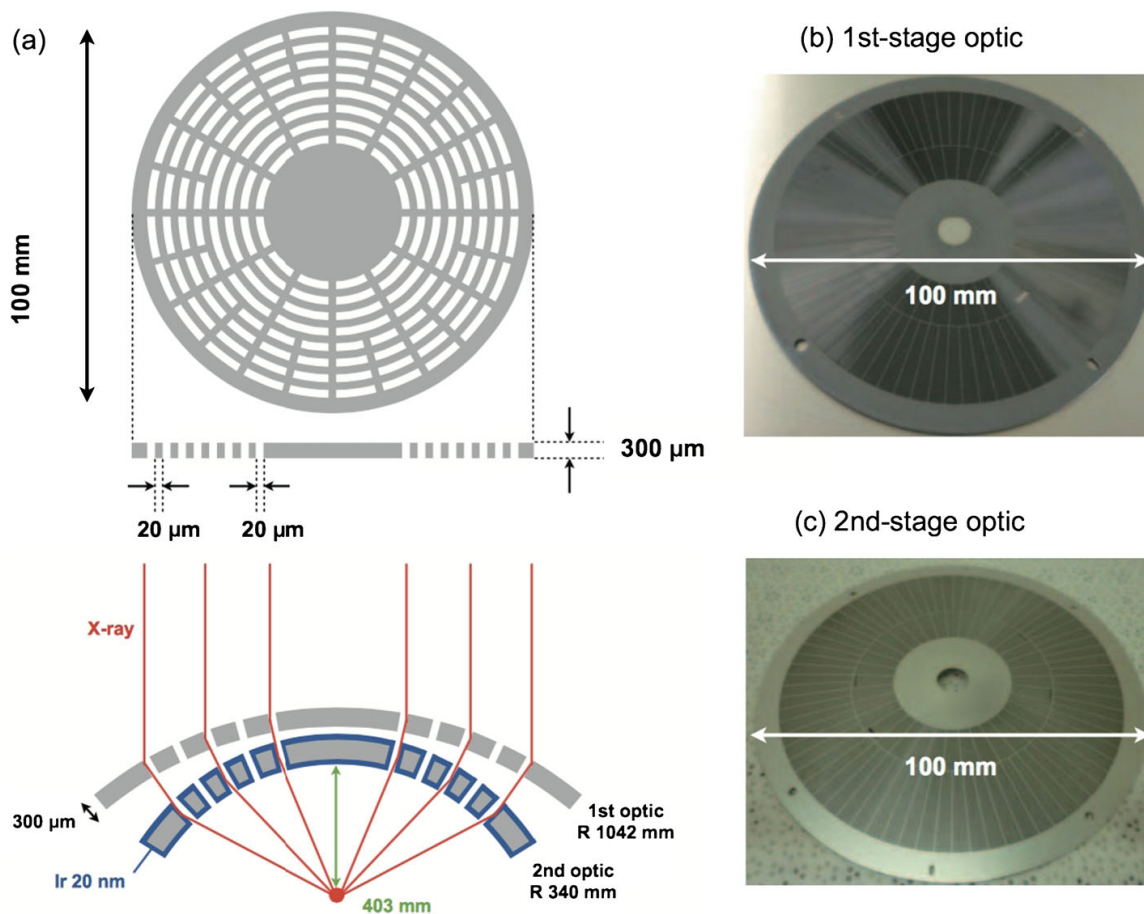 (a)
100 mm
300 μm
20 μm
20 μm
X-ray
300 μm
Ir 20 nm
1st optic
R 1042 mm
2nd optic
R 340 mm
403 mm
(b) 1st-stage optic
100 mm
(c) 2nd-stage optic
100 mm